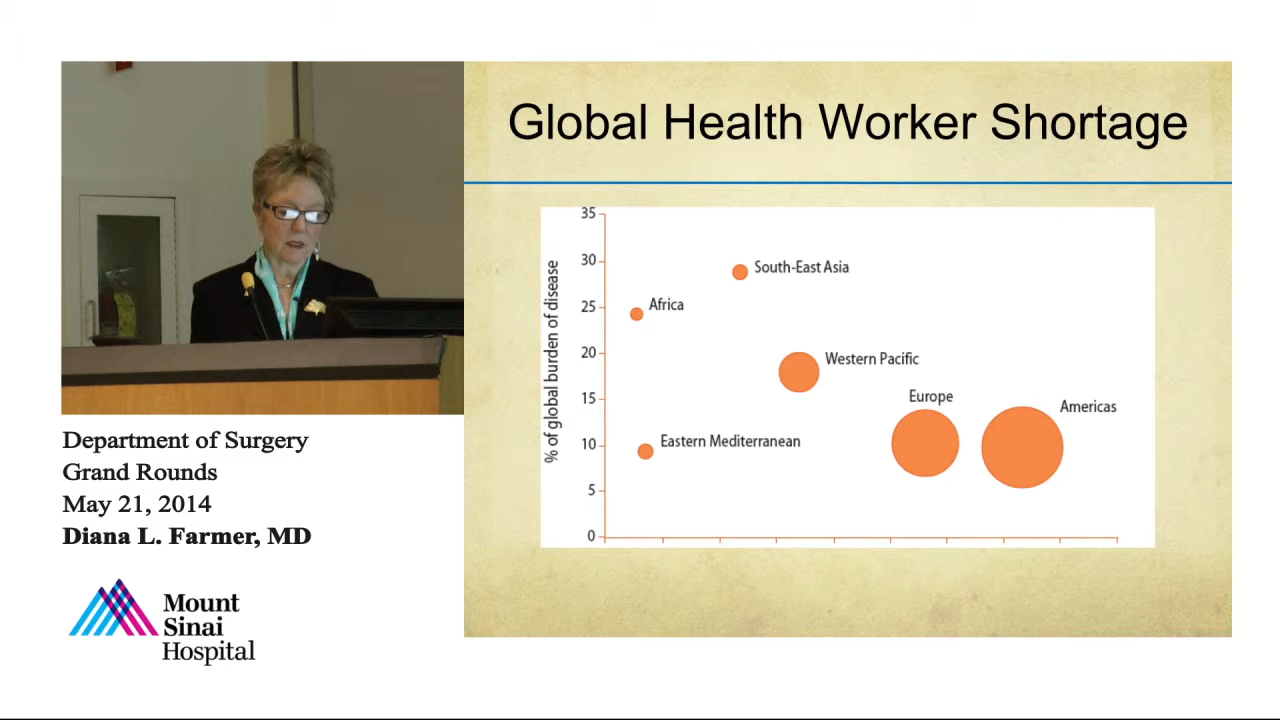 Global Health Worker Shortage
35
30
25
20
15
10
5
0
% of global burden of disease
South-East Asia
Africa
Western Pacific
Europe
Americas
Eastern Mediterranean
Department of Surgery
Grand Rounds
May 21, 2014
Diana L. Farmer, MD
Mount
Sinai
Hospital